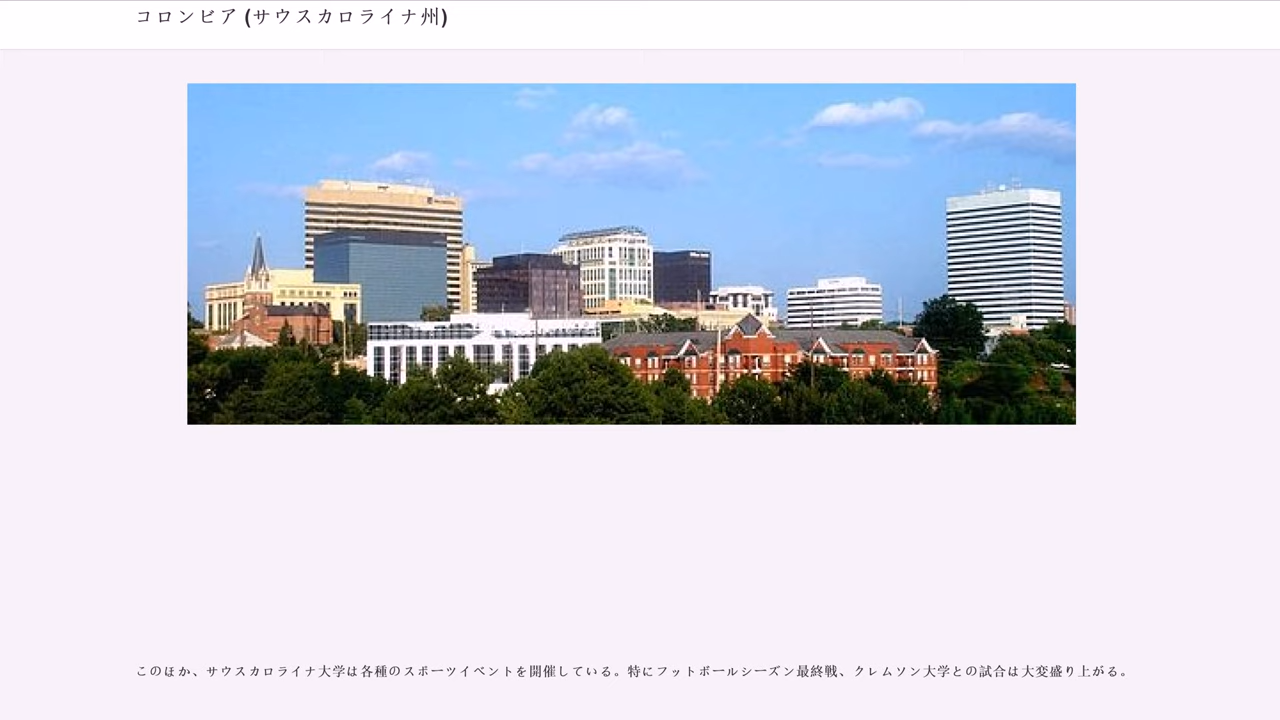 コロンビア (サウスカロライナ州)
このほか、サウスカロライナ大学は各種のスポーツイベントを開催している。特にフットボールシーズン最終戦、クレムソン大学との試合は大変盛り上がる。